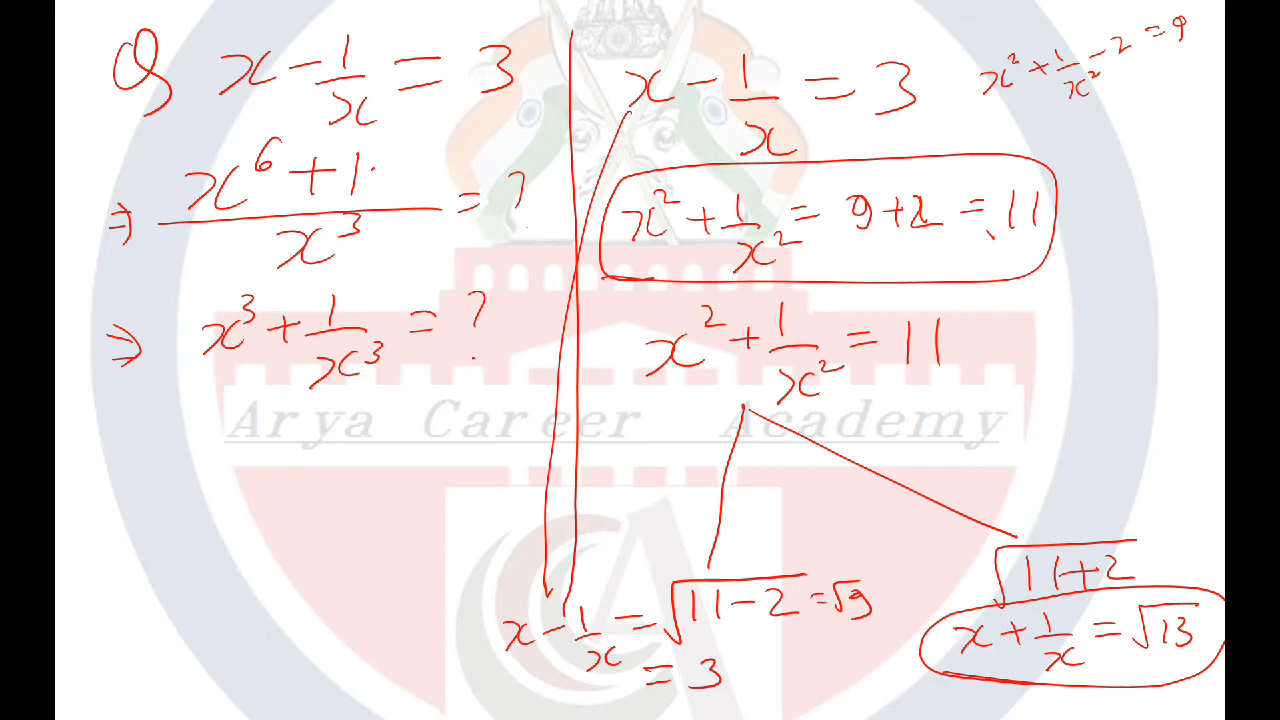 Q x - 1/x = 3
⇒ x⁶ + 1 / x³ = ?
⇒ x³ + 1/x³ = ?
x - 1/x = 3
x² + 1/x² - 2 = 9
x² + 1/x² = 9 + 2 = 11
x² + 1/x² = 11
x - 1/x = √(11 - 2) = √9
= 3
√(11 + 2)
x + 1/x = √13
Arya Career Academy